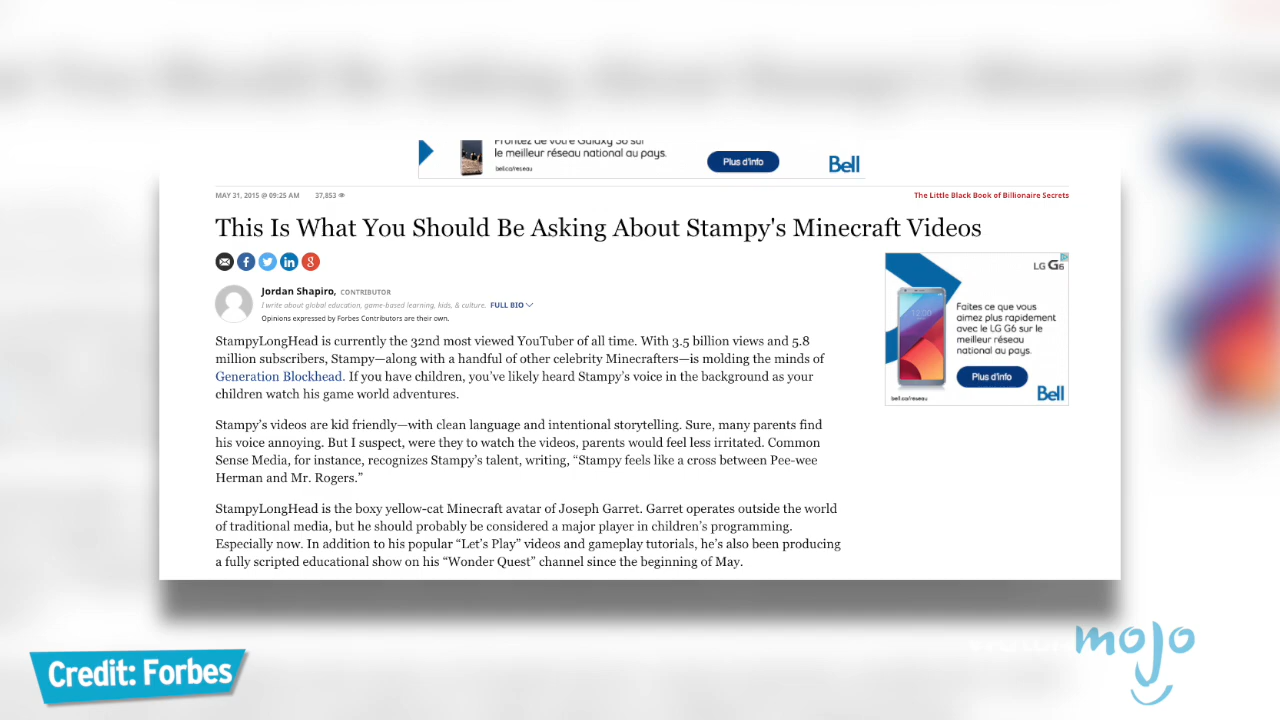 Profitez de votre Galaxy S8 sur
le meilleur réseau national au pays.
bell.ca/reseau
Plus d'info
Bell
MAY 31, 2015 @ 09:25 AM 37,853
The Little Black Book of Billionaire Secrets
This Is What You Should Be Asking About Stampy's Minecraft Videos
Jordan Shapiro, CONTRIBUTOR
I write about global education, game-based learning, kids, & culture. FULL BIO
Opinions expressed by Forbes Contributors are their own.
StampyLongHead is currently the 32nd most viewed YouTuber of all time. With 3.5 billion views and 5.8
million subscribers, Stampy—along with a handful of other celebrity Minecrafters—is molding the minds of
Generation Blockhead. If you have children, you've likely heard Stampy's voice in the background as your
children watch his game world adventures.
Stampy's videos are kid friendly—with clean language and intentional storytelling. Sure, many parents find
his voice annoying. But I suspect, were they to watch the videos, parents would feel less irritated. Common
Sense Media, for instance, recognizes Stampy's talent, writing, “Stampy feels like a cross between Pee-wee
Herman and Mr. Rogers.”
StampyLongHead is the boxy yellow-cat Minecraft avatar of Joseph Garret. Garret operates outside the world
of traditional media, but he should probably be considered a major player in children's programming.
Especially now. In addition to his popular “Let's Play” videos and gameplay tutorials, he's also been producing
a fully scripted educational show on his “Wonder Quest” channel since the beginning of May.
LG G6
12:00
Faites ce que vous
aimez plus rapidement
avec le LG G6 sur le
meilleur réseau
national au pays.
Plus d'info
bell.ca/reseau
Bell
Credit: Forbes
mojo